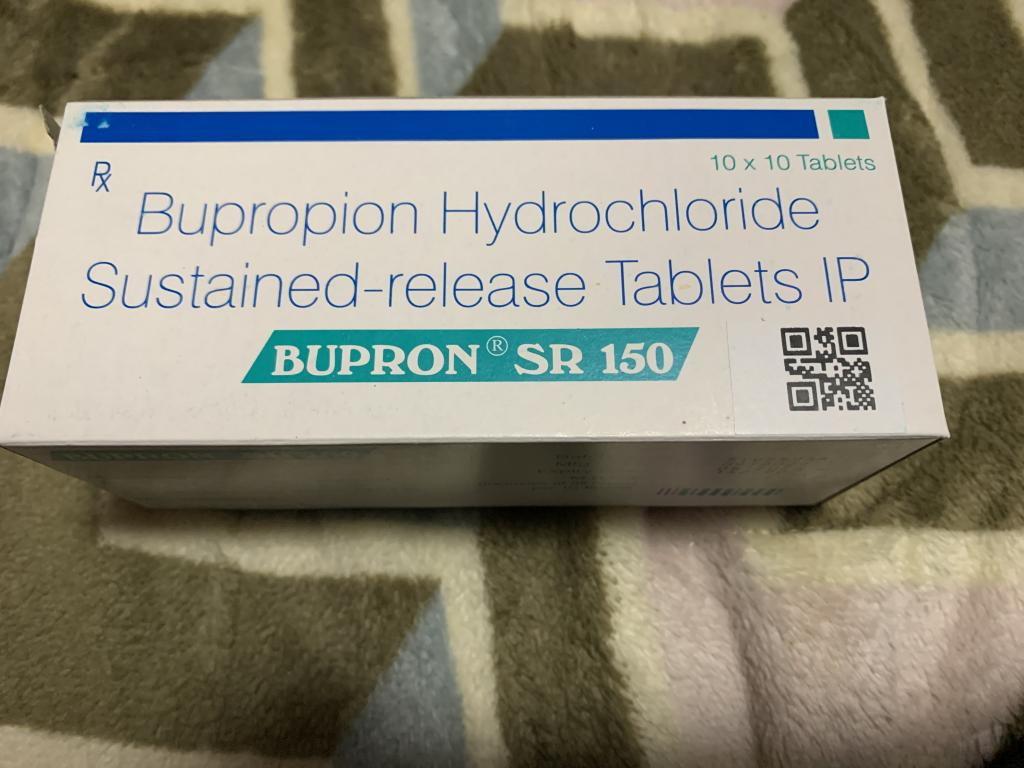 10 x 10 Tablets
Rx
Bupropion Hydrochloride
Sustained-release Tablets IP
BUPRON® SR 150